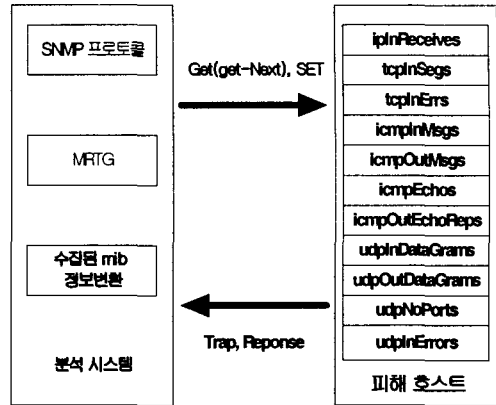 SNMP 프로토콜
MRTG
수집된 mib
정보변환
분석 시스템
Get(get-Next), SET
Trap, Reponse
ipInReceives
tcpInSegs
tcpInErrs
icmpInMsgs
icmpOutMsgs
icmpEchos
icmpOutEchoReps
udpInDataGrams
udpOutDataGrams
udpNoPorts
udpInErrors
피해 호스트